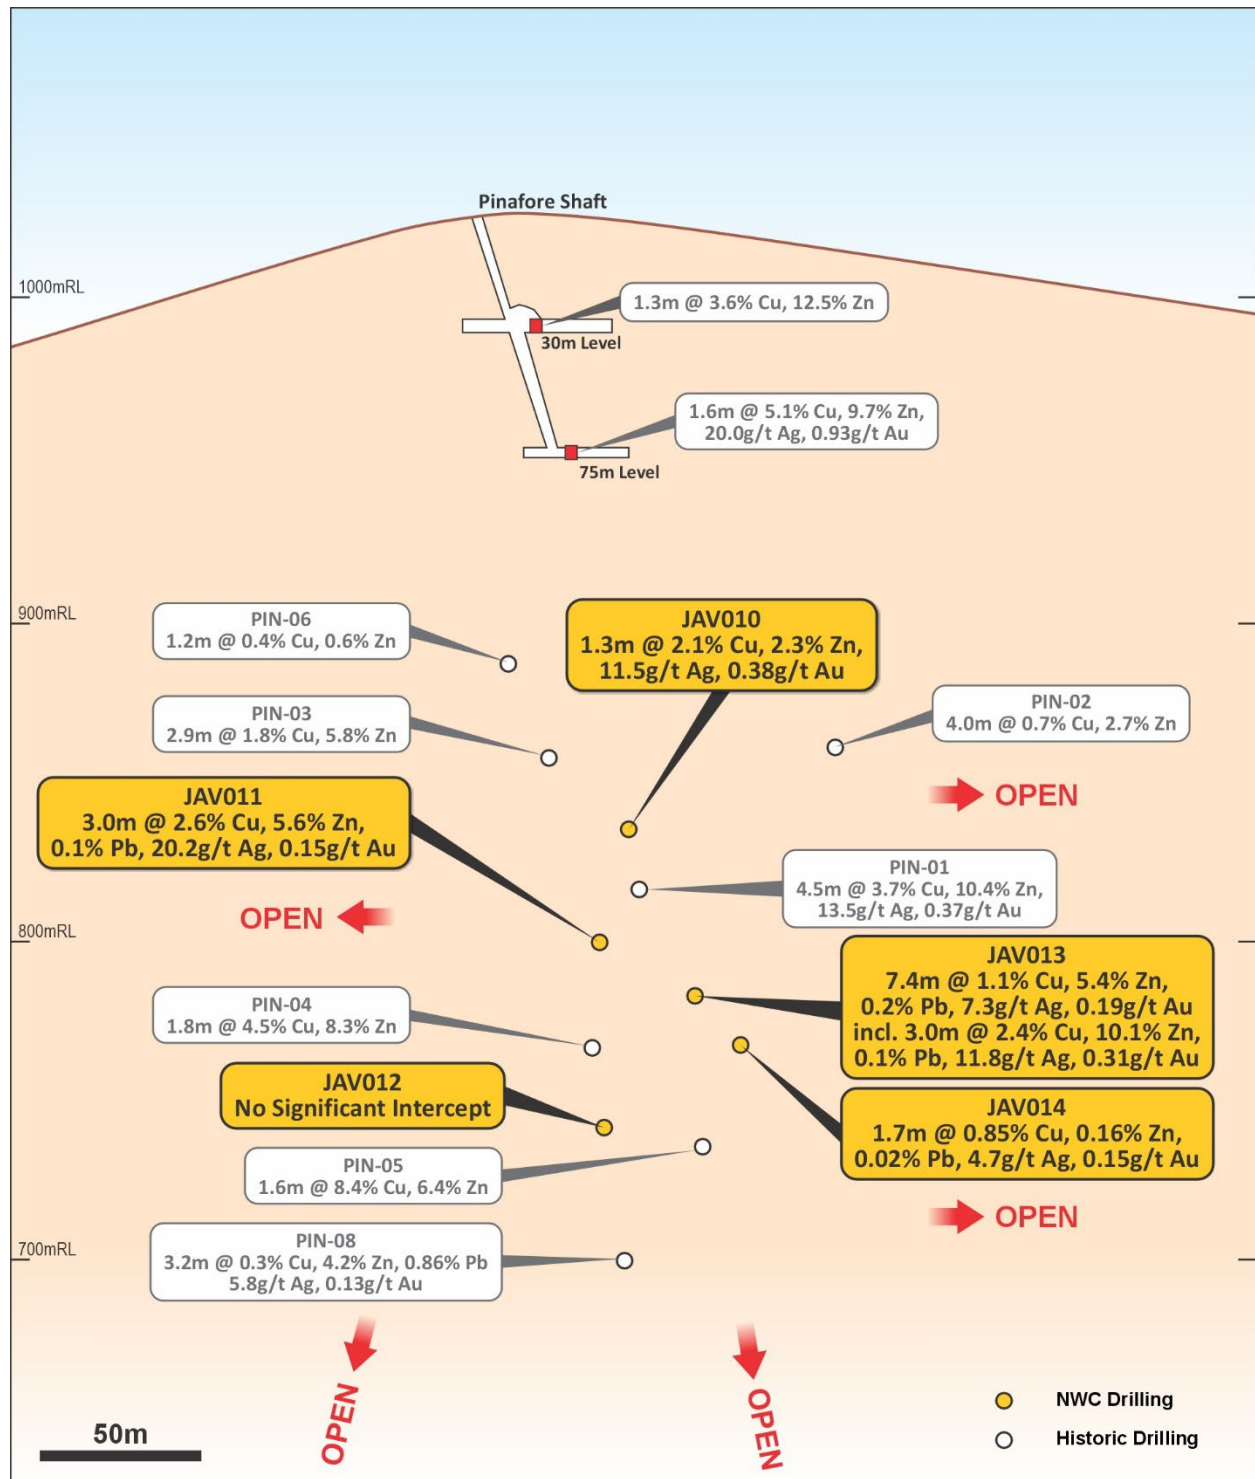 Pinafore Shaft
1000mRL
1.3m @ 3.6% Cu, 12.5% Zn
30m Level
1.6m @ 5.1% Cu, 9.7% Zn,
20.0g/t Ag, 0.93g/t Au
75m Level
900mRL
PIN-06
1.2m @ 0.4% Cu, 0.6% Zn
JAV010
1.3m @ 2.1% Cu, 2.3% Zn,
11.5g/t Ag, 0.38g/t Au
PIN-03
2.9m @ 1.8% Cu, 5.8% Zn
PIN-02
4.0m @ 0.7% Cu, 2.7% Zn
OPEN
JAV011
3.0m @ 2.6% Cu, 5.6% Zn,
0.1% Pb, 20.2g/t Ag, 0.15g/t Au
PIN-01
4.5m @ 3.7% Cu, 10.4% Zn,
13.5g/t Ag, 0.37g/t Au
OPEN
800mRL
JAV013
7.4m @ 1.1% Cu, 5.4% Zn,
0.2% Pb, 7.3g/t Ag, 0.19g/t Au
incl. 3.0m @ 2.4% Cu, 10.1% Zn,
0.1% Pb, 11.8g/t Ag, 0.31g/t Au
PIN-04
1.8m @ 4.5% Cu, 8.3% Zn
JAV012
No Significant Intercept
JAV014
1.7m @ 0.85% Cu, 0.16% Zn,
0.02% Pb, 4.7g/t Ag, 0.15g/t Au
PIN-05
1.6m @ 8.4% Cu, 6.4% Zn
OPEN
700mRL
PIN-08
3.2m @ 0.3% Cu, 4.2% Zn, 0.86% Pb
5.8g/t Ag, 0.13g/t Au
OPEN
OPEN
50m
NWC Drilling
Historic Drilling